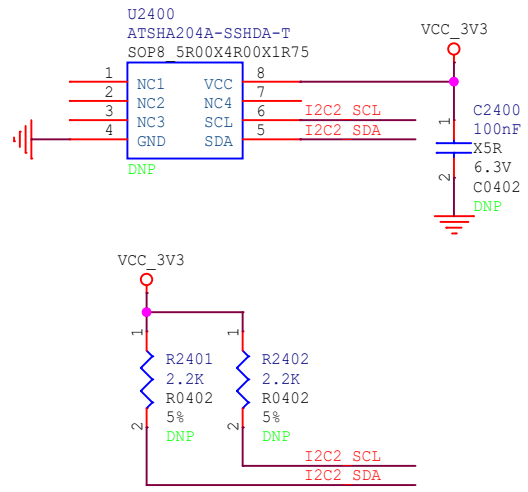 U2400
ATSHA204A-SSHDA-T
SOP8_5R00X4R00X1R75
1 NC1 VCC 8
2 NC2 NC4 7
3 NC3 SCL 6 I2C2 SCL
4 GND SDA 5 I2C2 SDA
DNP
VCC_3V3
1
C2400
100nF
X5R
6.3V
C0402
DNP
2
VCC_3V3
1
R2401
2.2K
R0402
5%
DNP
2
1
R2402
2.2K
R0402
5%
DNP
2
I2C2 SCL
I2C2 SDA